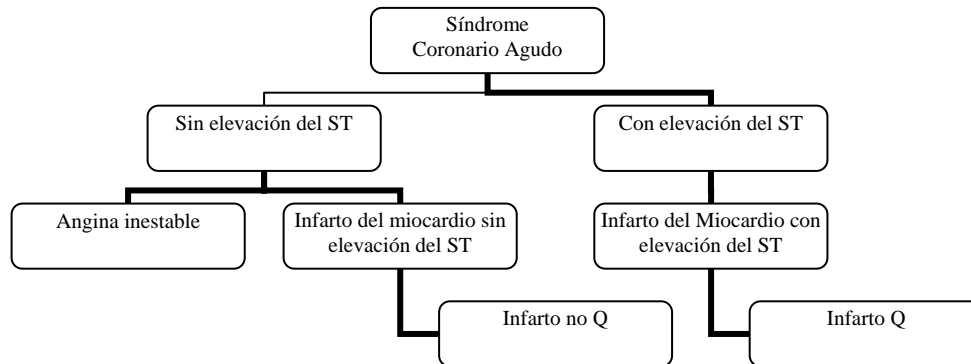 Síndrome
Coronario Agudo
Sin elevación del ST
Con elevación del ST
Angina inestable
Infarto del miocardio sin
elevación del ST
Infarto del Miocardio con
elevación del ST
Infarto no Q
Infarto Q